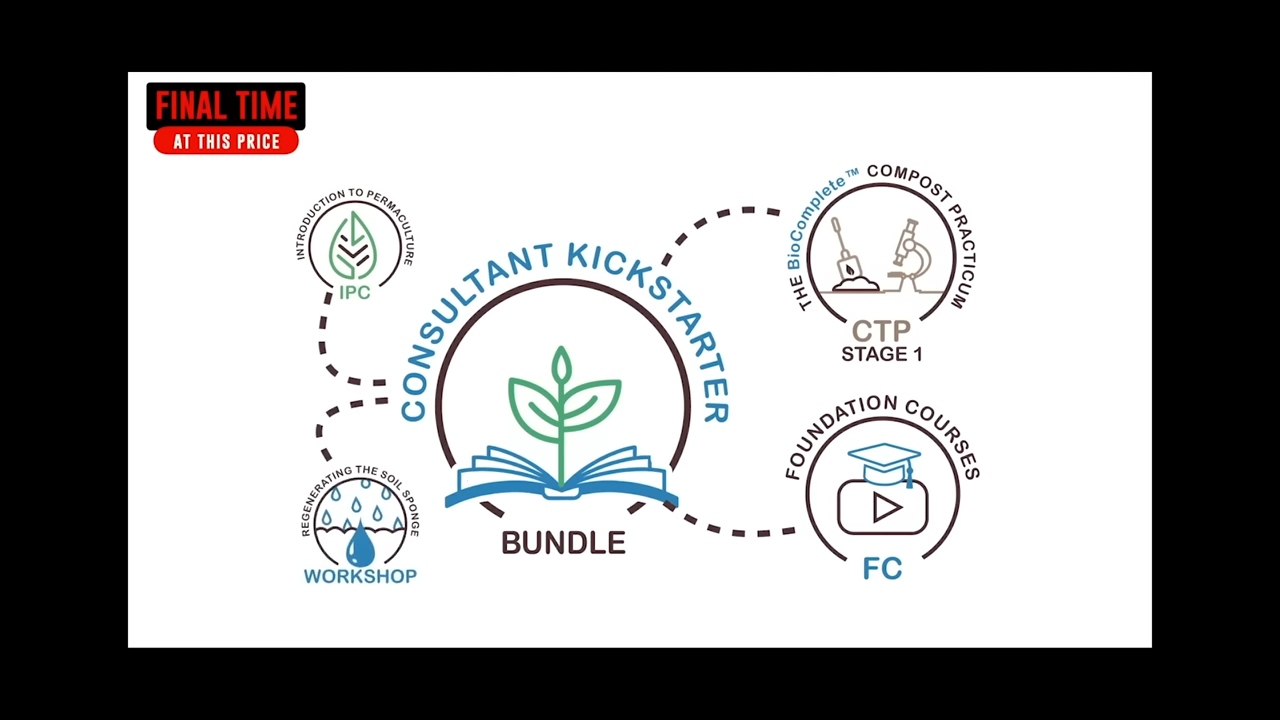 FINAL TIME
AT THIS PRICE
INTRODUCTION TO PERMACULTURE
IPC
CONSULTANT KICKSTARTER
BUNDLE
THE BioComplete™ COMPOST PRACTICUM
CTP
STAGE 1
REGENERATING THE SOIL SPONGE
WORKSHOP
FOUNDATION COURSES
FC